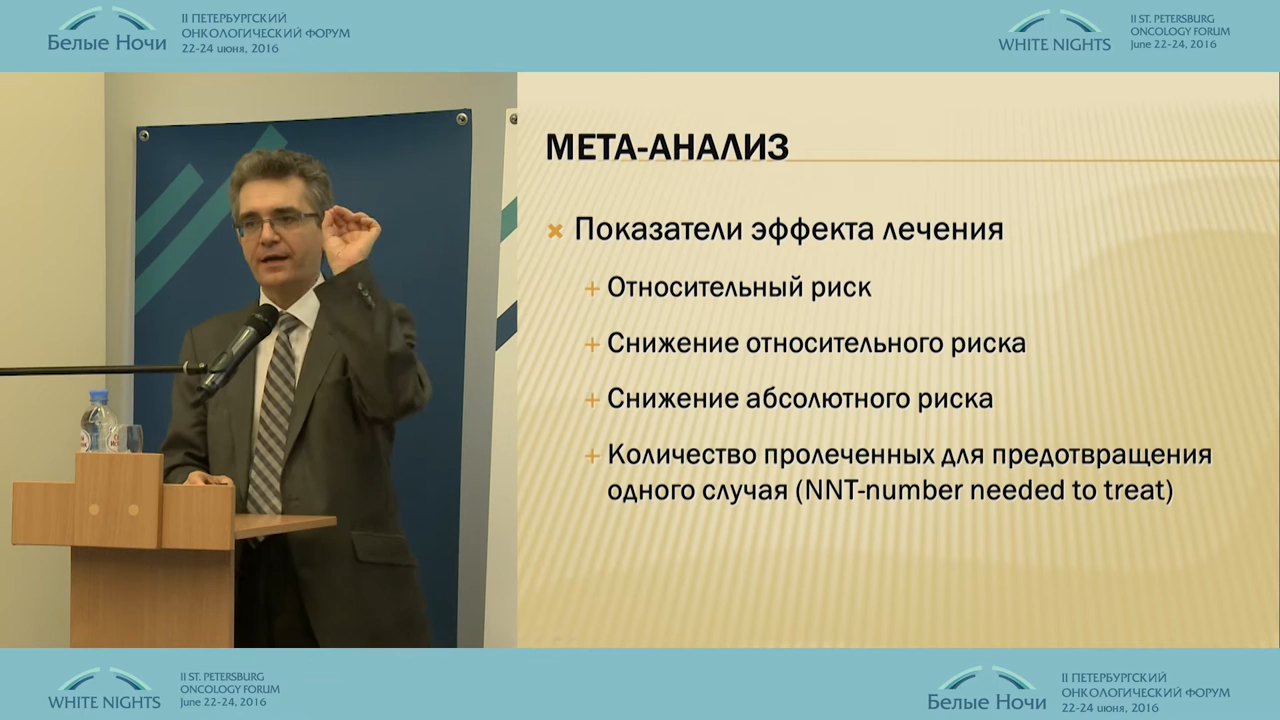 Белые Ночи
II ПЕТЕРБУРГСКИЙ
ОНКОЛОГИЧЕСКИЙ ФОРУМ
22-24 июня, 2016
WHITE NIGHTS
II ST. PETERSBURG
ONCOLOGY FORUM
June 22-24, 2016
МЕТА-АНАЛИЗ
Показатели эффекта лечения
Относительный риск
Снижение относительного риска
Снижение абсолютного риска
Количество пролеченных для предотвращения
одного случая (NNT-number needed to treat)
WHITE NIGHTS
II ST. PETERSBURG
ONCOLOGY FORUM
June 22-24, 2016
Белые Ночи
II ПЕТЕРБУРГСКИЙ
ОНКОЛОГИЧЕСКИЙ ФОРУМ
22-24 июня, 2016